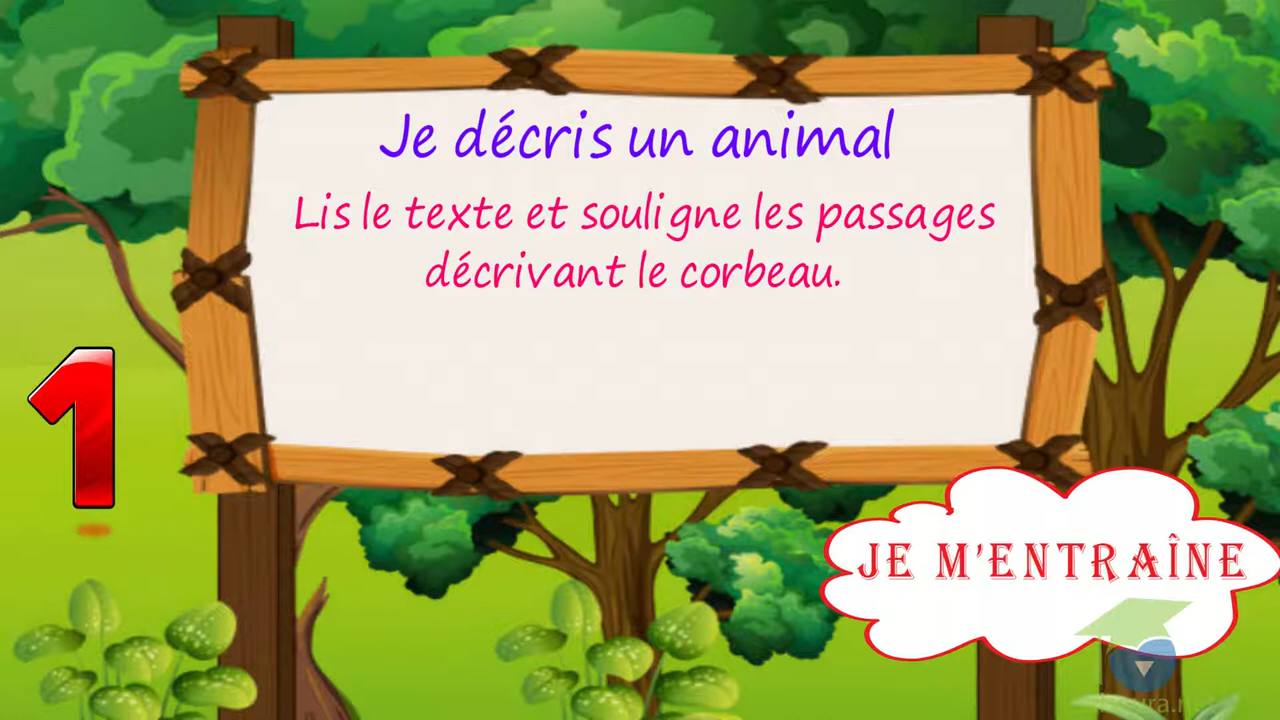 Je décris un animal
Lis le texte et souligne les passages
décrivant le corbeau.
1
JE M'ENTRAÎNE